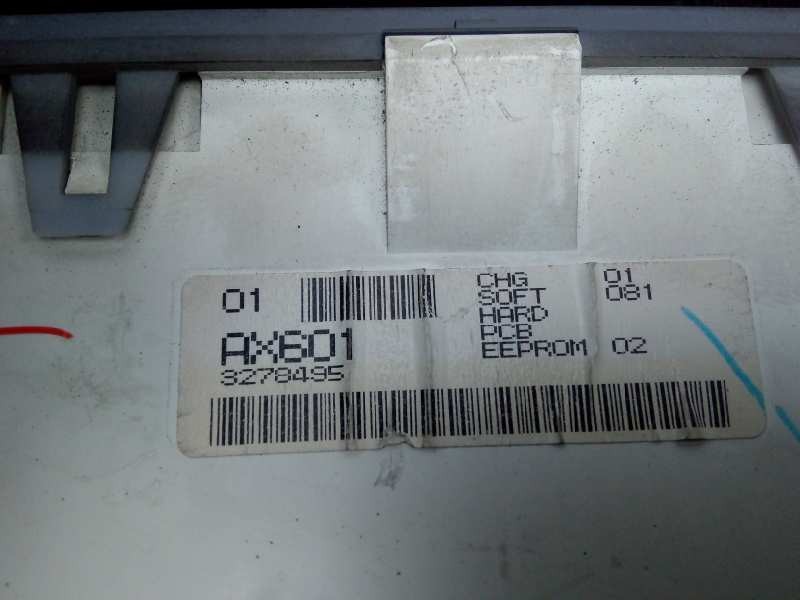 01
AX601
3278495
CHG 01
SOFT 081
HARD
PCB
EEPROM 02